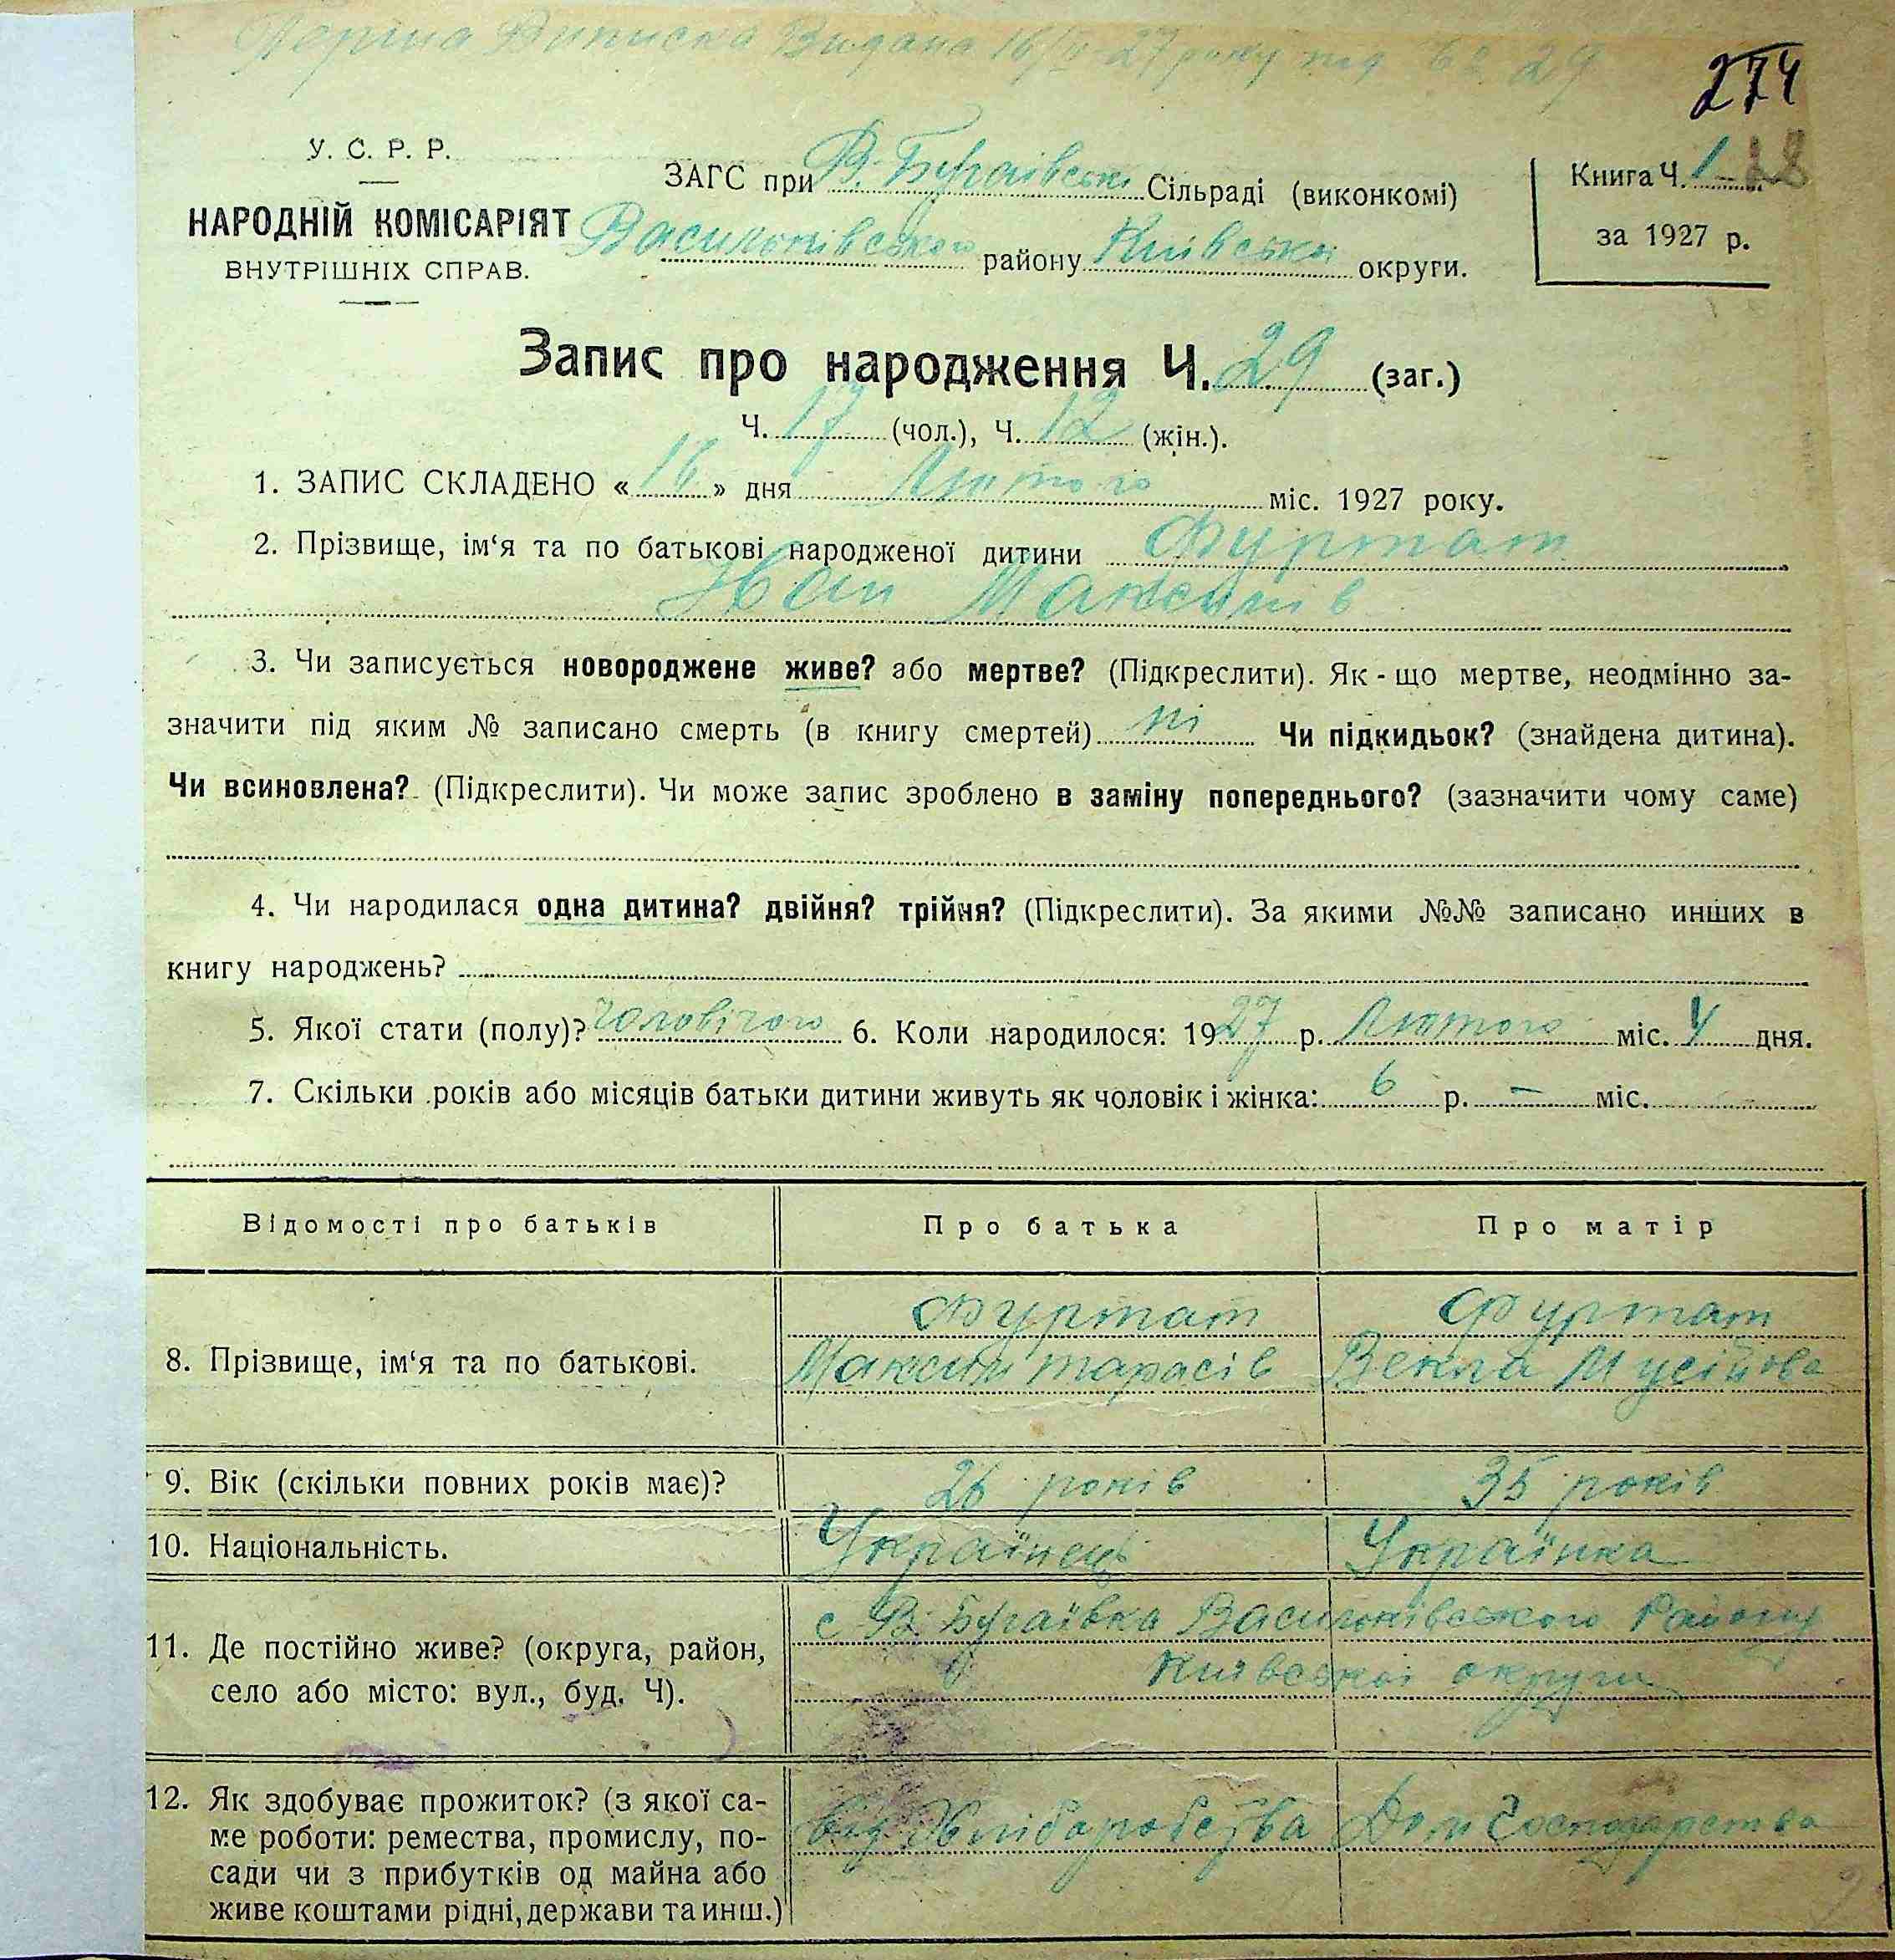 Перша Виписка Видана 16/II-27 року під № 29
274
У. С. Р. Р.
НАРОДНІЙ КОМІСАРІЯТ
ВНУТРІШНІХ СПРАВ.
ЗАГС при В. Бугаївські Сільраді (виконкомі)
Васильківського району Київської округи.
Книга Ч. 1-28
за 1927 р.
Запис про народження Ч. 29 (заг.)
Ч. 17 (чол.), Ч. 12 (жін.).
1. ЗАПИС СКЛАДЕНО « 16 » дня Лютого міс. 1927 року.
2. Прізвище, ім‘я та по батькові народженої дитини Фуртат
Іван Максимів
3. Чи записується новороджене живе? або мертве? (Підкреслити). Як - що мертве, неодмінно за-
значити під яким № записано смерть (в книгу смертей) ні Чи підкидьок? (знайдена дитина).
Чи всиновлена? (Підкреслити). Чи може запис зроблено в заміну попереднього? (зазначити чому саме)
4. Чи народилася одна дитина? двійня? трійня? (Підкреслити). За якими №№ записано инших в
книгу народжень?
5. Якої стати (полу)? Чоловічого 6. Коли народилося: 1927 р. Лютого міс. 4 дня.
7. Скільки років або місяців батьки дитини живуть як чоловік і жінка: 6 р. — міс.
Відомості про батьків Про батька Про матір
8. Прізвище, ім‘я та по батькові.
Фуртат
Максим тарасів
Фуртат
Векла Мусійова
9. Вік (скільки повних років має)? 26 років 35 років
10. Національність. Українець Українка
11. Де постійно живе? (округа, район,
село або місто: вул., буд. Ч).
с. В. Бугаївка Васильківського Району
Київської округи
12. Як здобуває прожиток? (з якої са-
ме роботи: ремества, промислу, по-
сади чи з прибутків од майна або
живе коштами рідні, держави та инш.)
від Хліборобства Дом Господарства